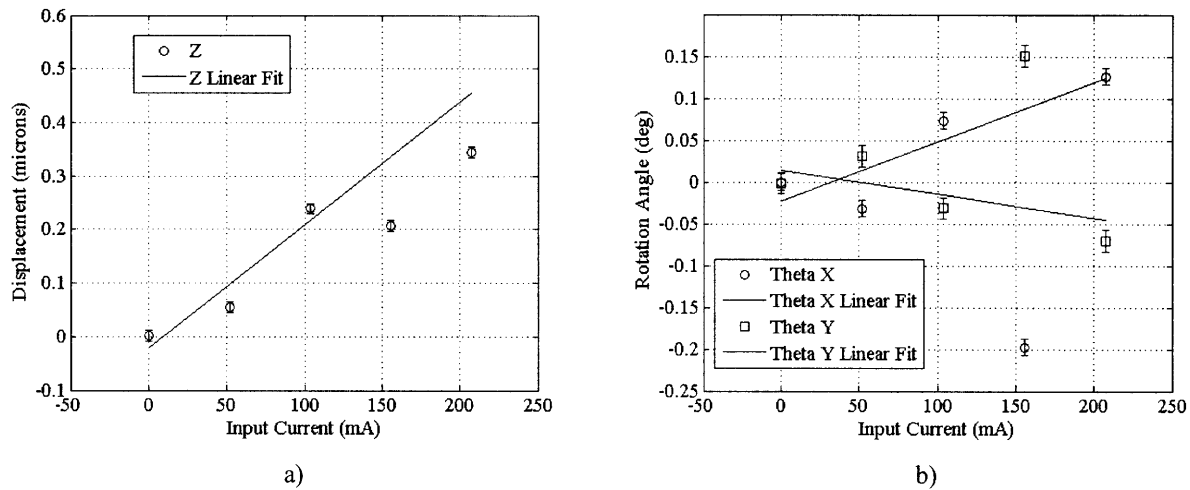 0.6
0.5
0.4
0.3
0.2
0.1
0
-0.1
Displacement (microns)
Z
Z Linear Fit
-50
0
50
100
150
200
250
Input Current (mA)
a)
0.15
0.1
0.05
0
-0.05
-0.1
-0.15
-0.2
-0.25
Rotation Angle (deg)
Theta X
Theta X Linear Fit
Theta Y
Theta Y Linear Fit
-50
0
50
100
150
200
250
Input Current (mA)
b)